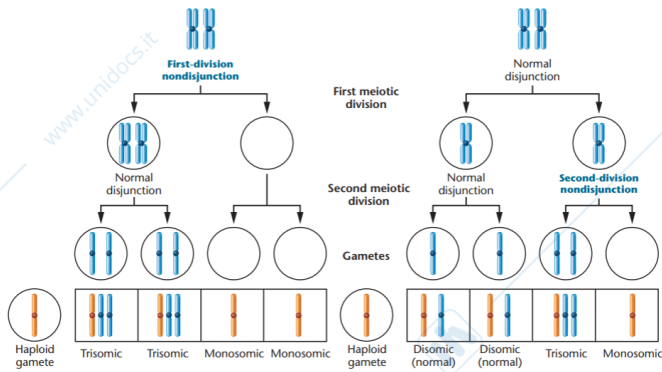 www.unidocs.it
First-division
nondisjunction
Normal
disjunction
First meiotic
division
Normal
disjunction
Normal
disjunction
Second-division
nondisjunction
Second meiotic
division
Gametes
Haploid
gamete
Trisomic
Trisomic
Monosomic
Monosomic
Haploid
gamete
Disomic
(normal)
Disomic
(normal)
Trisomic
Monosomic